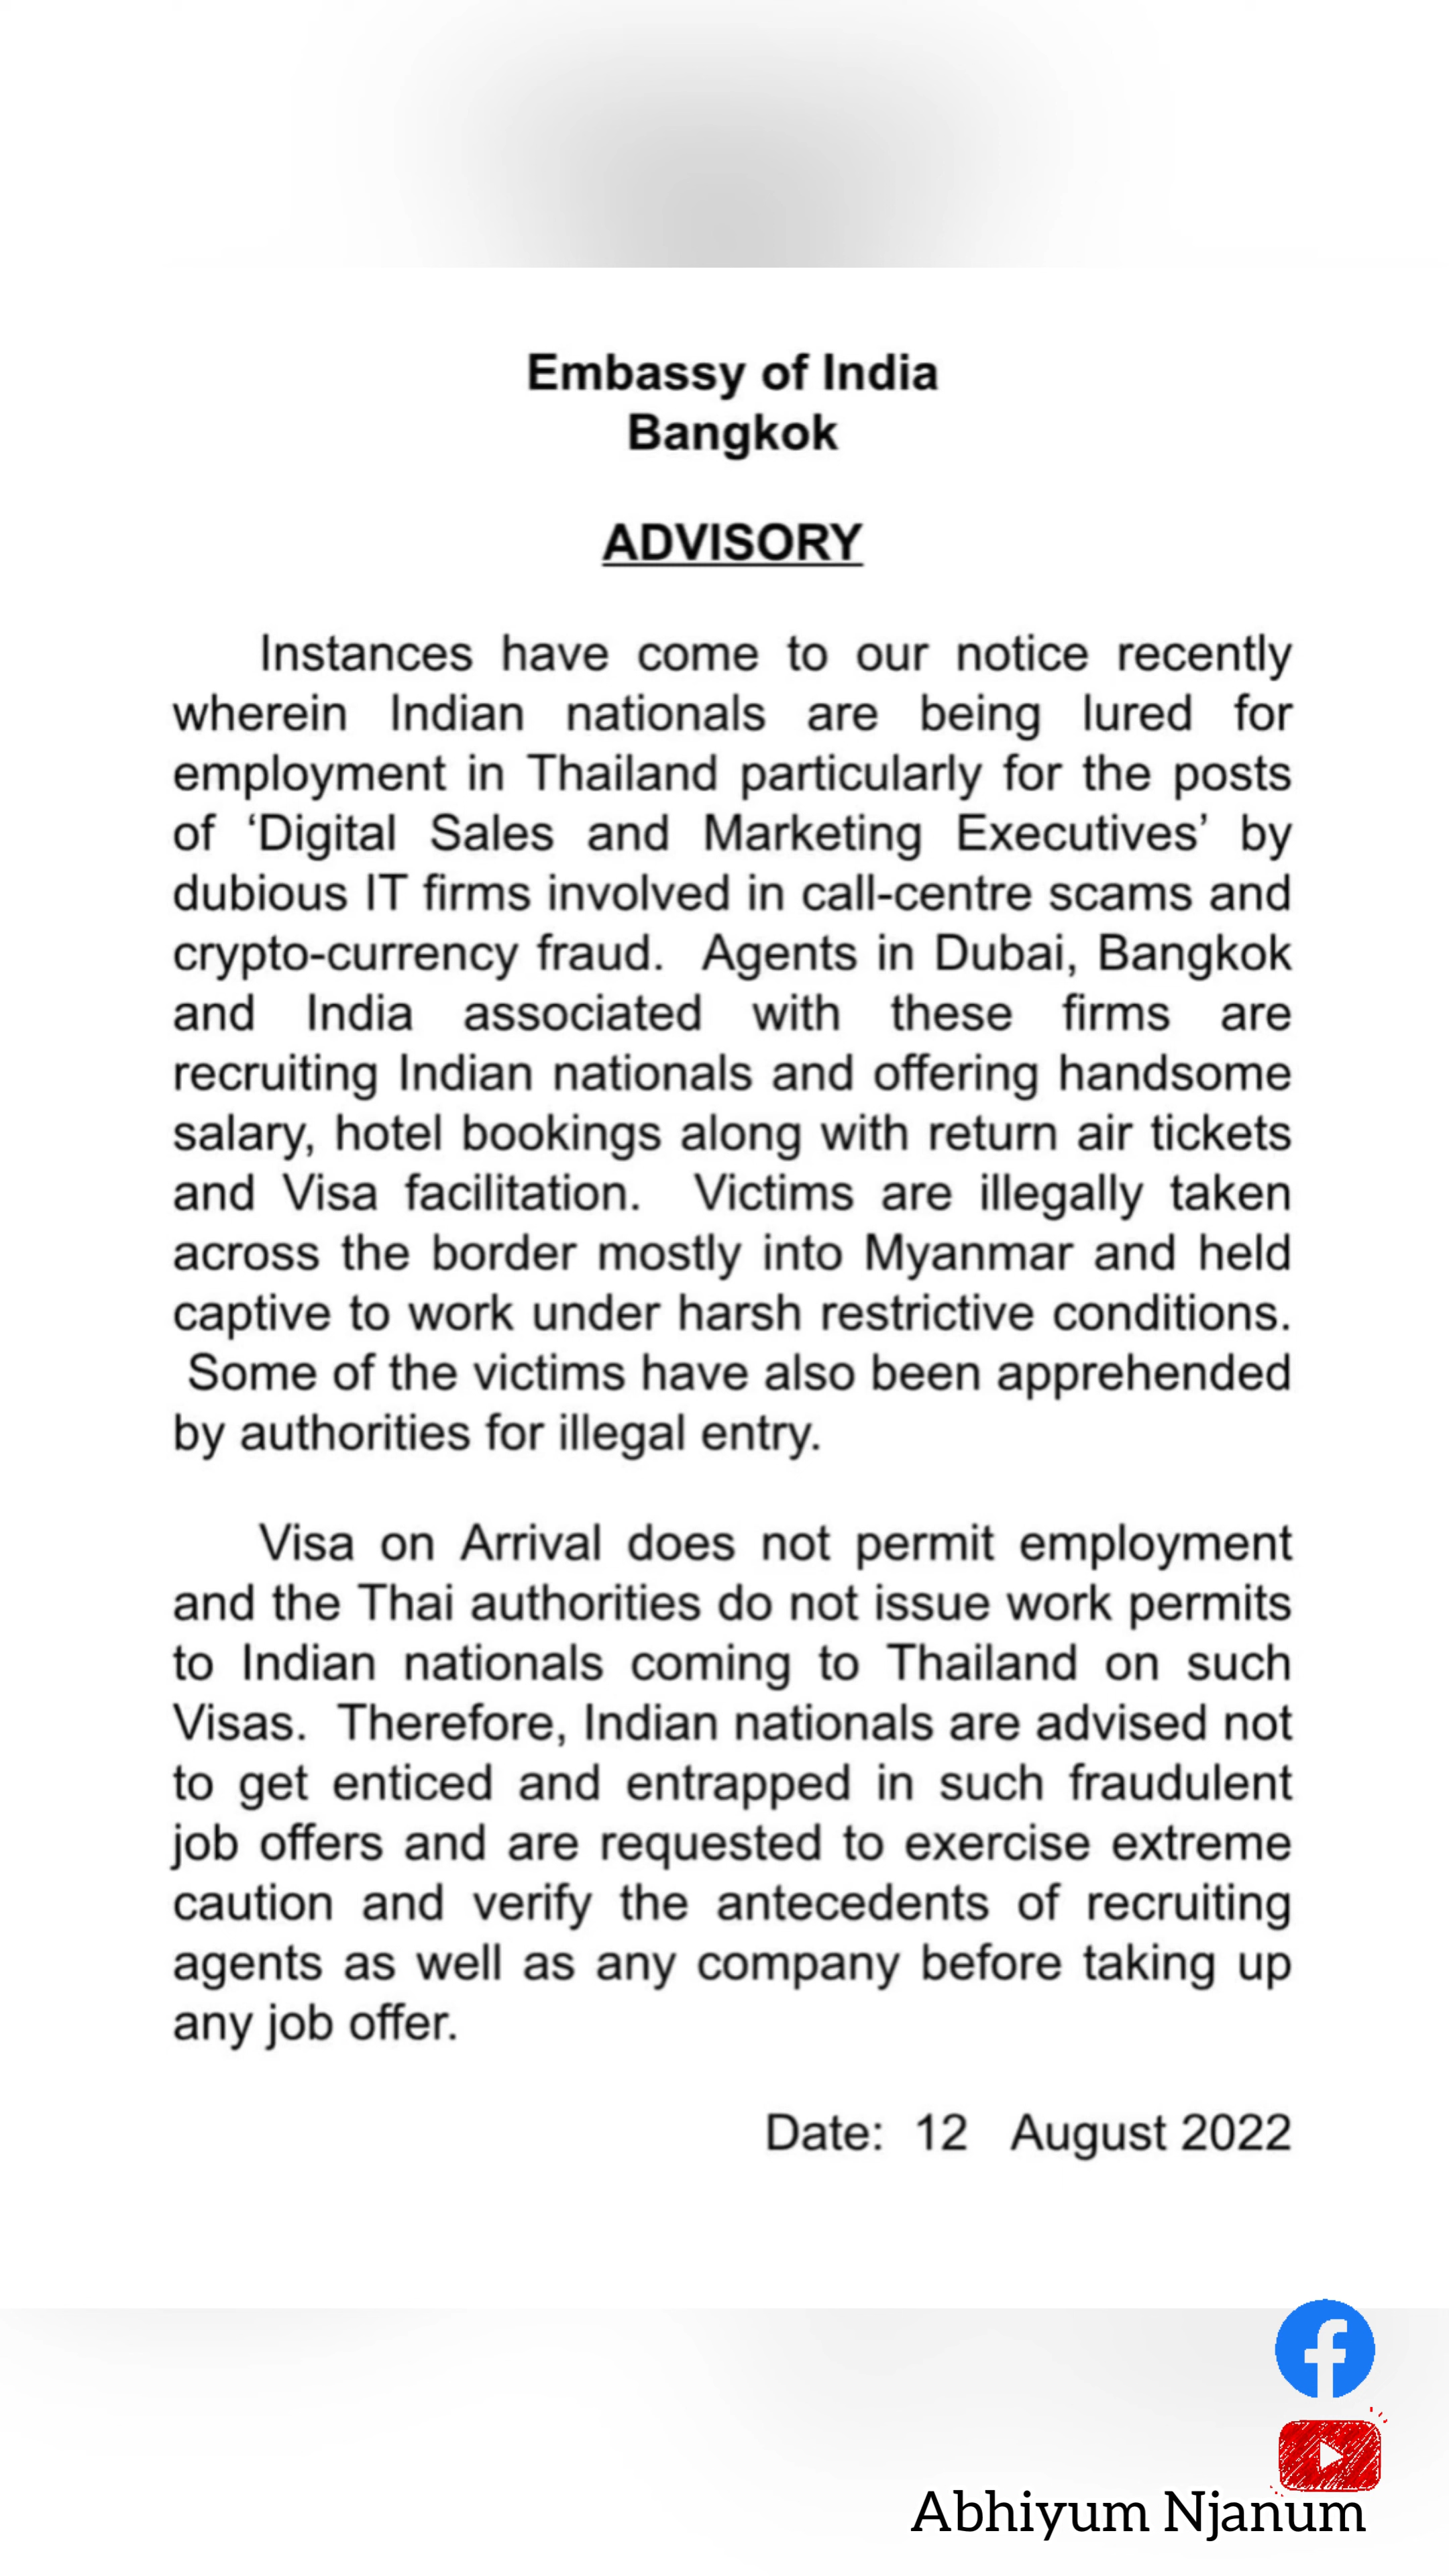 Embassy of India
Bangkok
ADVISORY
Instances have come to our notice recently
wherein Indian nationals are being lured for
employment in Thailand particularly for the posts
of ‘Digital Sales and Marketing Executives’ by
dubious IT firms involved in call-centre scams and
crypto-currency fraud. Agents in Dubai, Bangkok
and India associated with these firms are
recruiting Indian nationals and offering handsome
salary, hotel bookings along with return air tickets
and Visa facilitation. Victims are illegally taken
across the border mostly into Myanmar and held
captive to work under harsh restrictive conditions.
Some of the victims have also been apprehended
by authorities for illegal entry.
Visa on Arrival does not permit employment
and the Thai authorities do not issue work permits
to Indian nationals coming to Thailand on such
Visas. Therefore, Indian nationals are advised not
to get enticed and entrapped in such fraudulent
job offers and are requested to exercise extreme
caution and verify the antecedents of recruiting
agents as well as any company before taking up
any job offer.
Date: 12 August 2022
Abhiyum Njanum